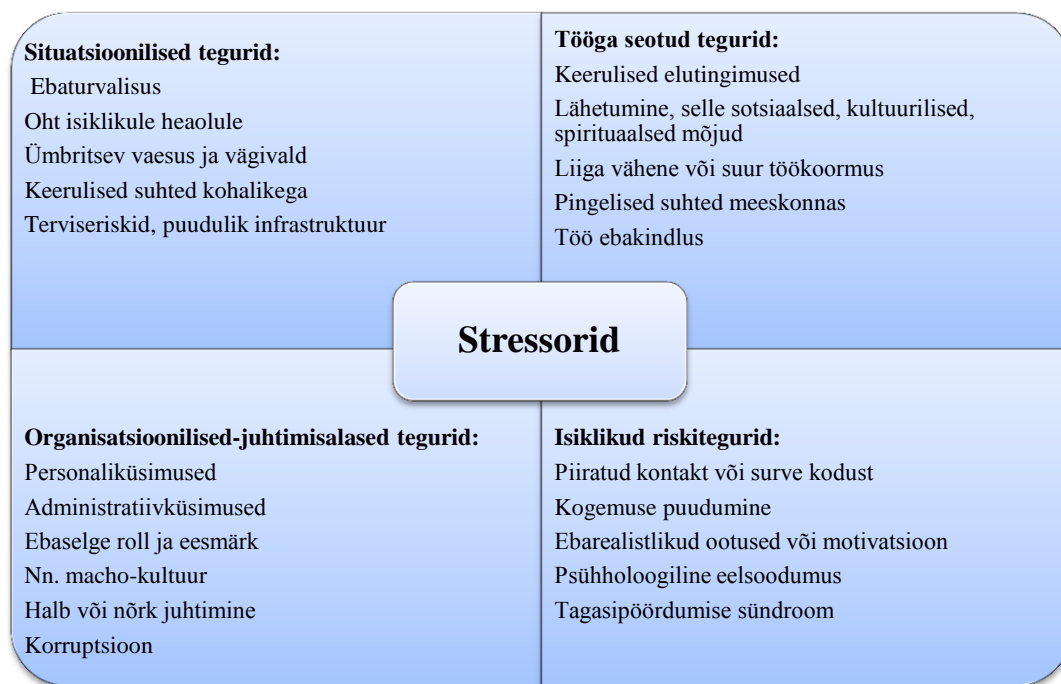 Situatsioonilised tegurid:
Ebaturvalisus
Oht isiklikule heaolule
Ümbritsev vaesus ja vägivald
Keerulised suhted kohalikega
Terviseriskid, puudulik infrastruktuur
Tööga seotud tegurid:
Keerulised elutingimused
Lähetumine, selle sotsiaalsed, kultuurilised,
spirituaalsed mõjud
Liiga vähene või suur töökoormus
Pingelised suhted meeskonnas
Töö ebakindlus
Stressorid
Organisatsioonilised-juhtimisalased tegurid:
Personaliküsimused
Administratiivküsimused
Ebaselge roll ja eesmärk
Nn. macho-kultuur
Halb või nõrk juhtimine
Korruptsioon
Isiklikud riskitegurid:
Piiratud kontakt või surve kodust
Kogemuse puudumine
Ebarealistlikud ootused või motivatsioon
Psühholoogiline eelsoodumus
Tagasipöördumise sündroom